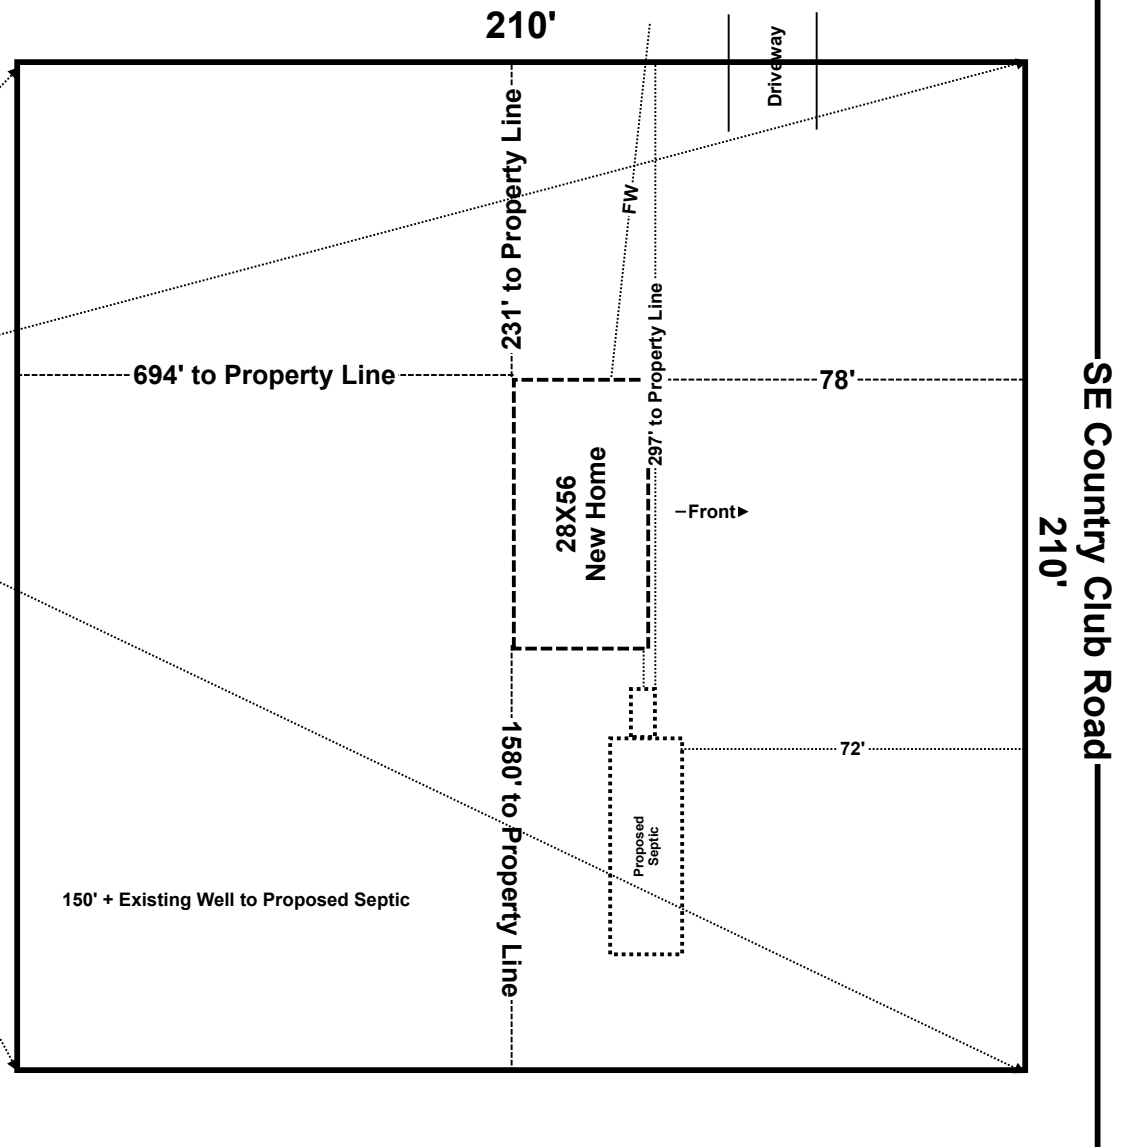 210'
Driveway
231' to Property Line
FW
297' to Property Line
694' to Property Line
78'
28X56
New Home
Front
SE Country Club Road
210'
72'
Proposed
Septic
1580' to Property Line
150' + Existing Well to Proposed Septic